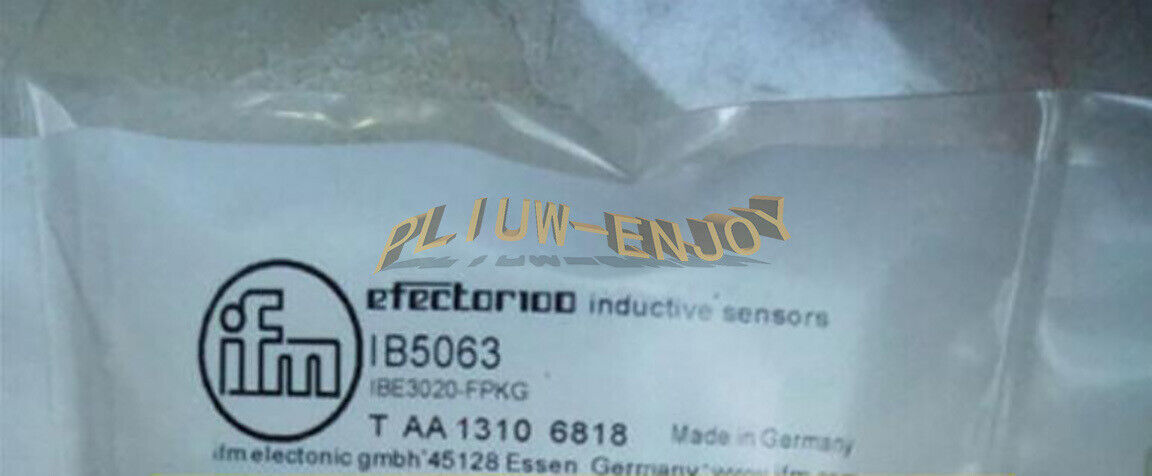 PLIUW-ENJOY
efector100 inductive sensors
ifm
IB5063
IBE3020-FPKG
T AA 1310 6818 Made in Germany
ifm electonic gmbh 45128 Essen Germany